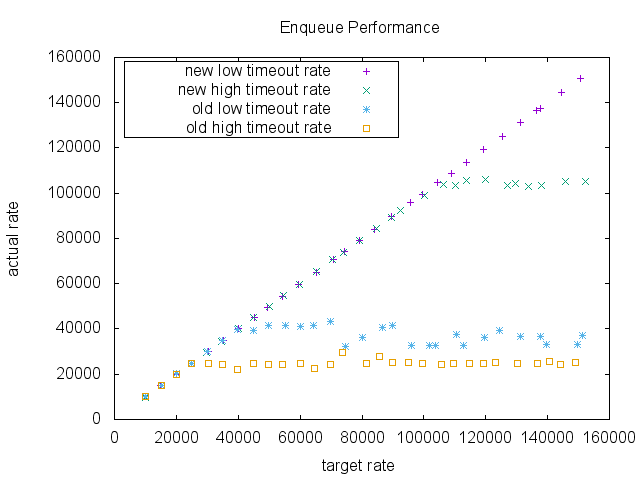 Enqueue Performance
160000
140000
120000
100000
80000
60000
40000
20000
0
actual rate
new low timeout rate
new high timeout rate
old low timeout rate
old high timeout rate
0 20000 40000 60000 80000 100000 120000 140000 160000
target rate